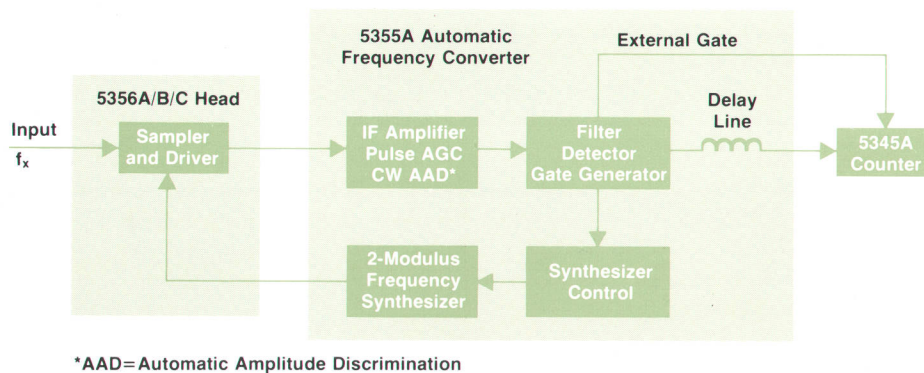 5355A Automatic
Frequency Converter
External Gate
5356A/B/C Head
Delay
Line
Input
fx
Sampler
and Driver
IF Amplifier
Pulse AGC
CW AAD*
Filter
Detector
Gate Generator
5345A
Counter
2-Modulus
Frequency
Synthesizer
Synthesizer
Control
*AAD=Automatic Amplitude Discrimination